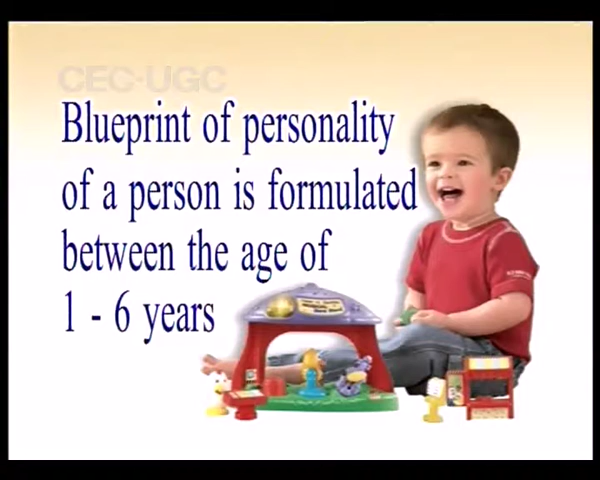 CEC-UGC
Blueprint of personality
of a person is formulated
between the age of
1 - 6 years